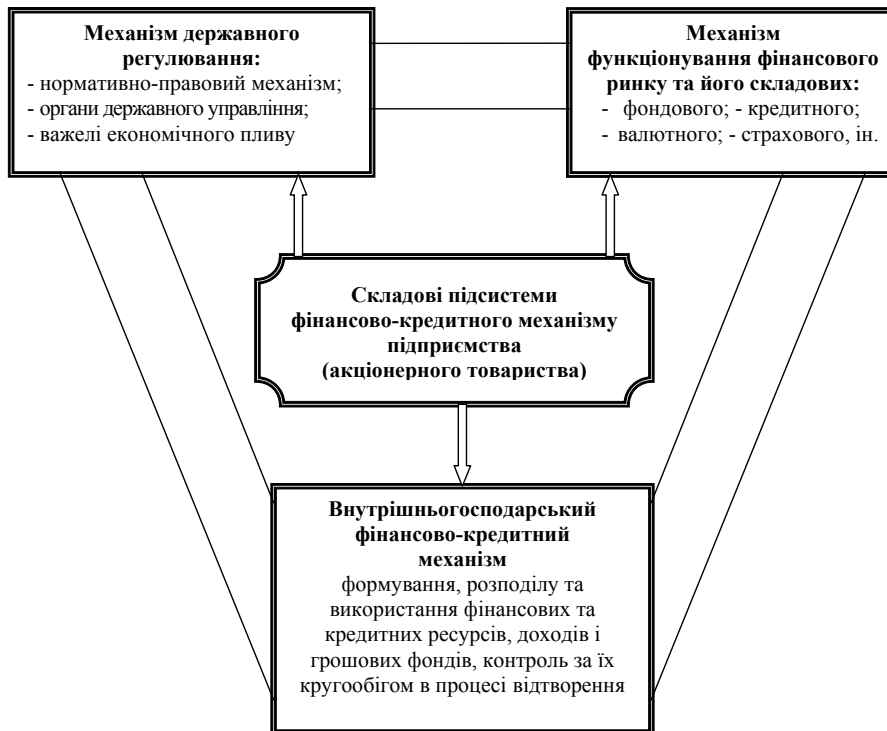 Механізм державного
регулювання:
- нормативно-правовий механізм;
- органи державного управління;
- важелі економічного пливу
Механізм
функціонування фінансового
ринку та його складових:
- фондового; - кредитного;
- валютного; - страхового, ін.
Складові підсистеми
фінансово-кредитного механізму
підприємства
(акціонерного товариства)
Внутрішньогосподарський
фінансово-кредитний
механізм
формування, розподілу та
використання фінансових та
кредитних ресурсів, доходів і
грошових фондів, контроль за їх
кругообігом в процесі відтворення